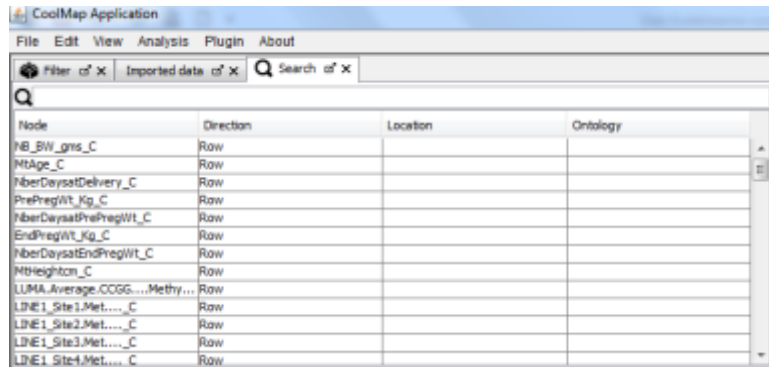 CoolMap Application
File Edit View Analysis Plugin About
Filter Imported data Search
Node Direction Location Ontology
NB_BW_gms_C Row
MtAge_C Row
NberDaysatDelivery_C Row
PrePregWt_Kg_C Row
NberDaysatPrePregWt_C Row
EndPregWt_Kg_C Row
NberDaysatEndPregWt_C Row
MtHeightcm_C Row
LUMA.Average.CCGG....Methy... Row
LINE1_Site1.Met...._C Row
LINE1_Site2.Met...._C Row
LINE1_Site3.Met...._C Row
LINE1_Site4.Met...._C Row